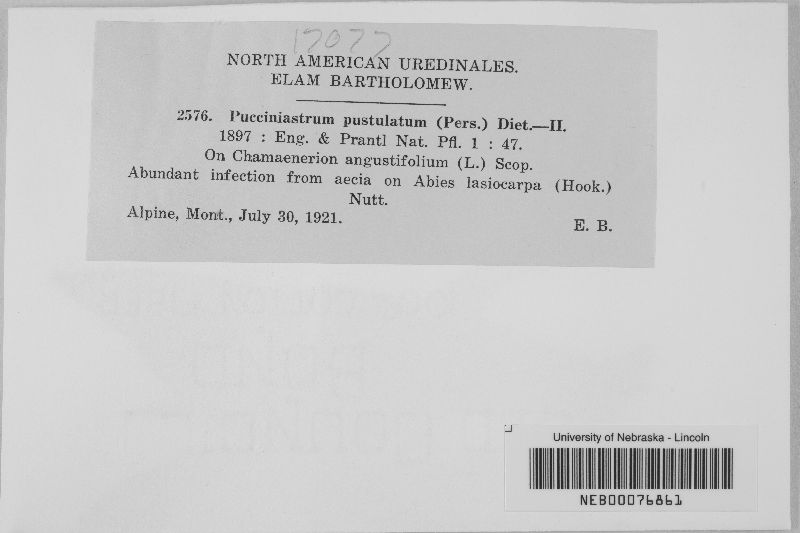 17077
NORTH AMERICAN UREDINALES.
ELAM BARTHOLOMEW.
2576. Pucciniastrum pustulatum (Pers.) Diet.—II.
1897 : Eng. & Prantl Nat. Pfl. 1 : 47.
On Chamaenerion angustifolium (L.) Scop.
Abundant infection from aecia on Abies lasiocarpa (Hook.)
Nutt.
Alpine, Mont., July 30, 1921.
E. B.
University of Nebraska - Lincoln
NEB00076861